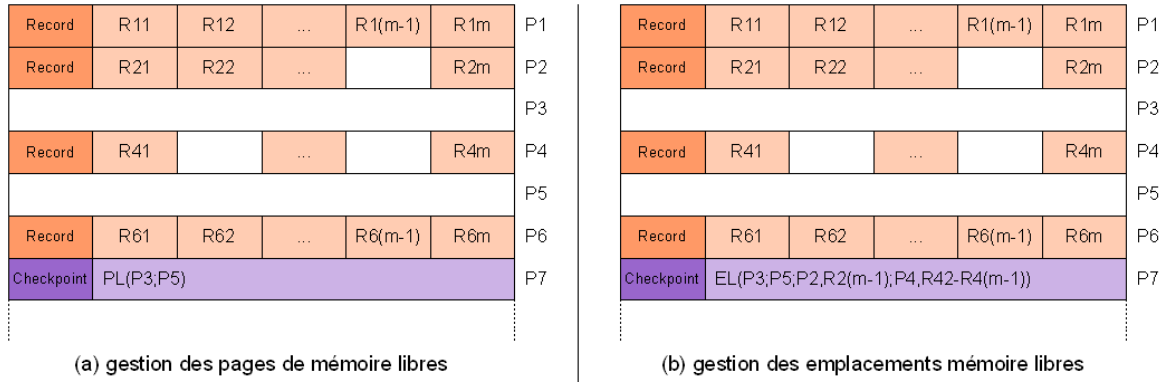 Record R11 R12 ... R1(m-1) R1m P1
Record R21 R22 ... R2m P2
P3
Record R41 ... R4m P4
P5
Record R61 R62 ... R6(m-1) R6m P6
Checkpoint PL(P3;P5) P7
(a) gestion des pages de mémoire libres
Record R11 R12 ... R1(m-1) R1m P1
Record R21 R22 ... R2m P2
P3
Record R41 ... R4m P4
P5
Record R61 R62 ... R6(m-1) R6m P6
Checkpoint EL(P3;P5;P2,R2(m-1);P4,R42-R4(m-1)) P7
(b) gestion des emplacements mémoire libres